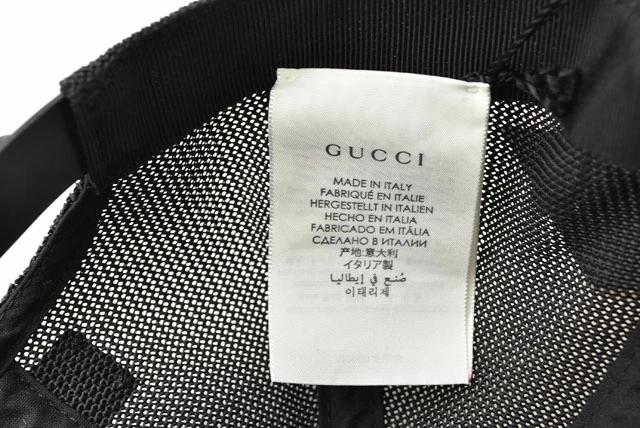 GUCCI
MADE IN ITALY
FABRIQUÉ EN ITALIE
HERGESTELLT IN ITALIEN
HECHO EN ITALIA
FABRICADO EM ITÁLIA
СДЕЛАНО В ИТАЛИИ
产地:意大利
イタリア製
صُنع في إيطاليا
이태리제